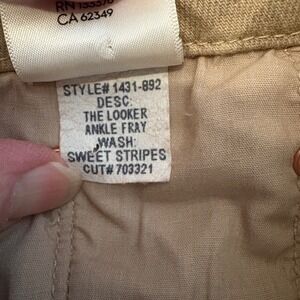 CA 62349
STYLE# 1431-892
DESC
THE LOOKER
ANKLE FRAY
WASH
SWEET STRIPES
CUT# 703321